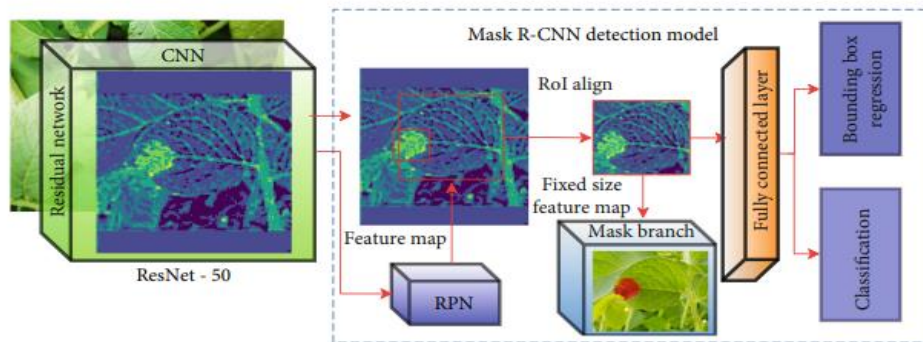 CNN
Residual network
ResNet - 50
Mask R-CNN detection model
RoI align
Feature map
RPN
Fixed size
feature map
Mask branch
Fully connected layer
Bounding box
regression
Classification